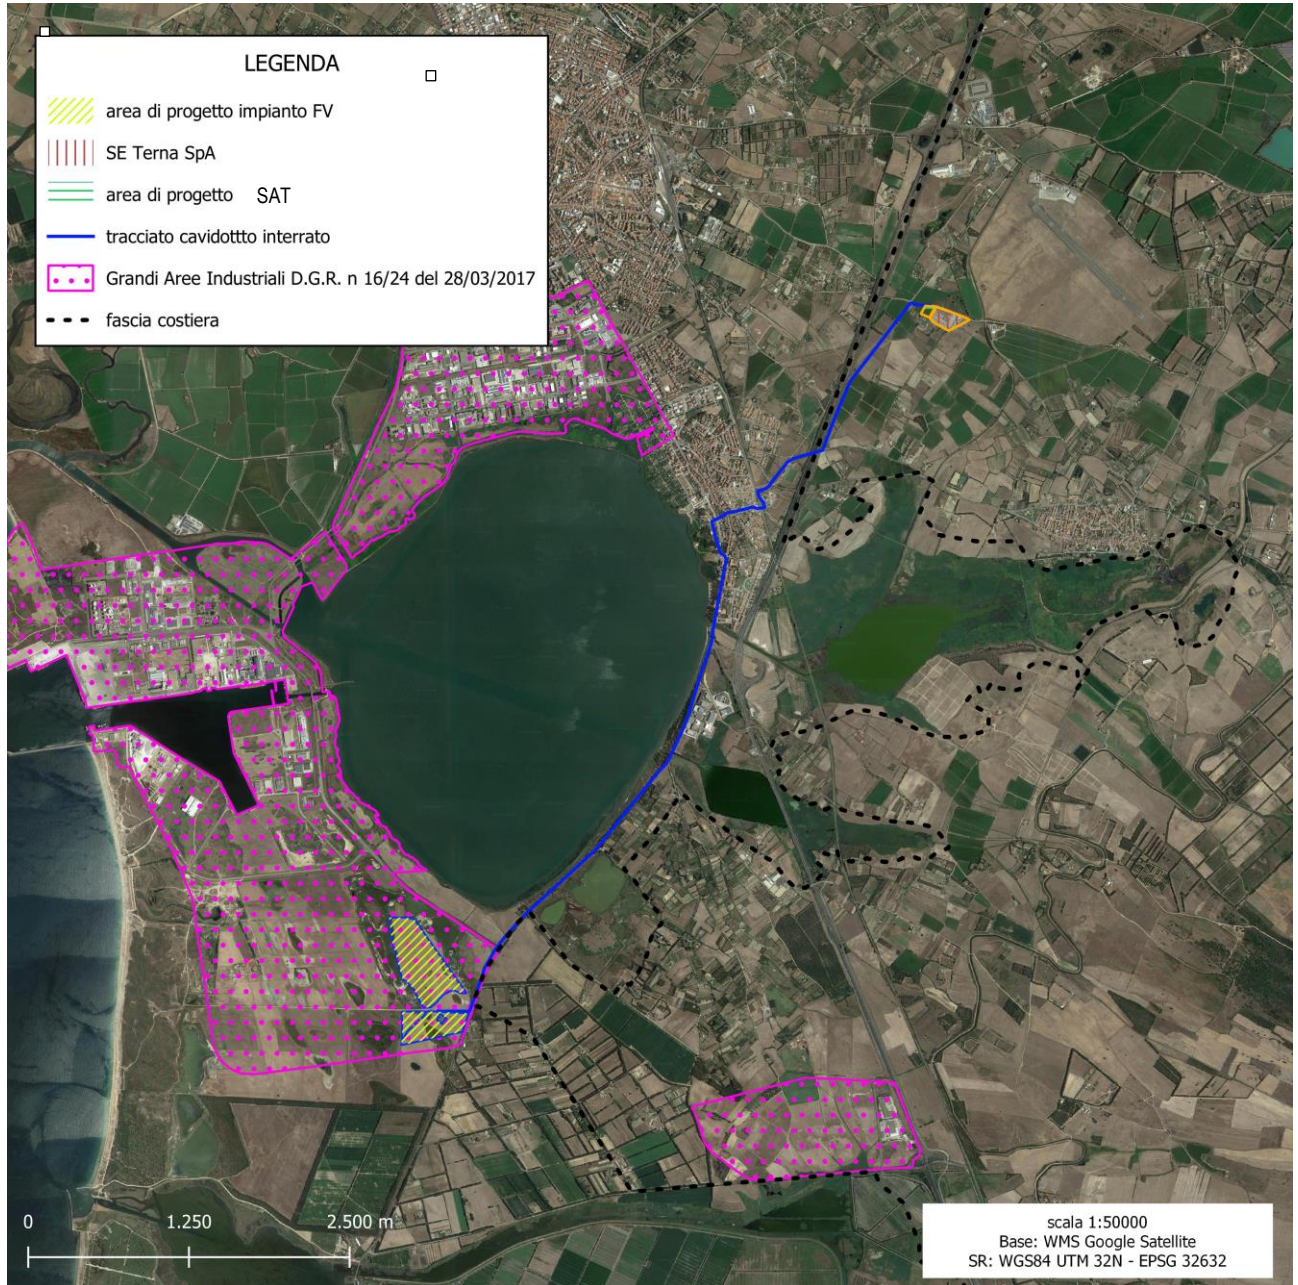 LEGENDA
area di progetto impianto FV
SE Terna SpA
area di progetto SAT
tracciato cavidottto interrato
Grandi Aree Industriali D.G.R. n 16/24 del 28/03/2017
fascia costiera
0 1.250 2.500 m
scala 1:50000
Base: WMS Google Satellite
SR: WGS84 UTM 32N - EPSG 32632